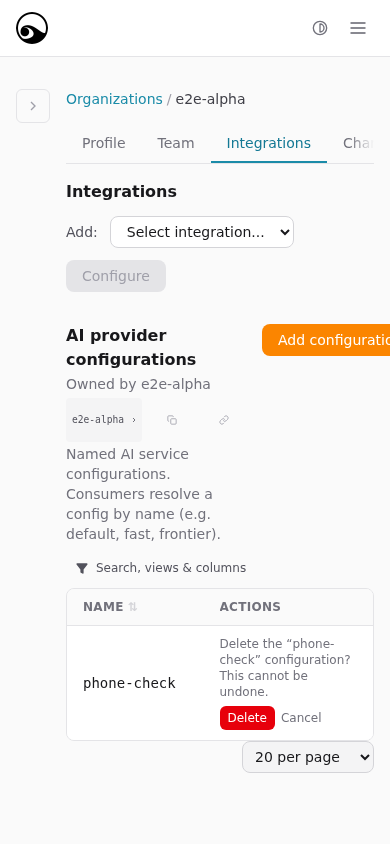 Organizations / e2e-alpha
Profile Team Integrations
Integrations
Add: Select integration...
Configure
AI provider
configurations
Add
Owned by e2e-alpha
e2e-alpha ›
Named AI service
configurations.
Consumers resolve a
config by name (e.g.
default, fast, frontier).
Search, views & columns
NAME ACTIONS
Delete the “phone-
check” configuration?
This cannot be
undone.
phone-check
Delete Cancel
20 per page